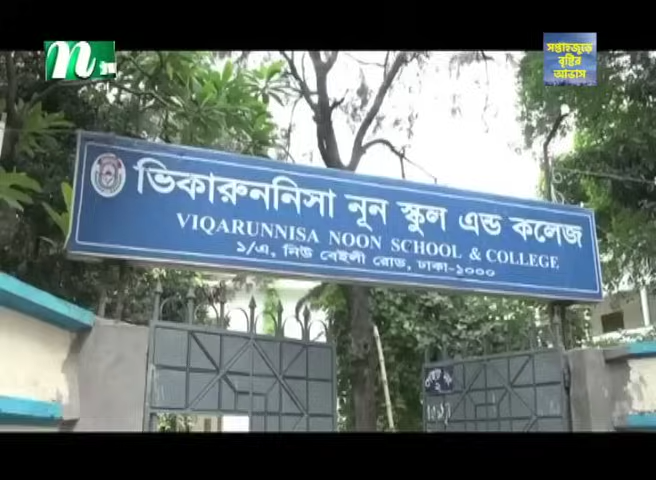 সপ্তাহজুড়ে
বৃষ্টির
আভাস
ভিকারুননিসা নূন স্কুল এন্ড কলেজ
VIQARUNNISA NOON SCHOOL & COLLEGE
১/এ, নিউ বেইলী রোড, ঢাকা-১০০০